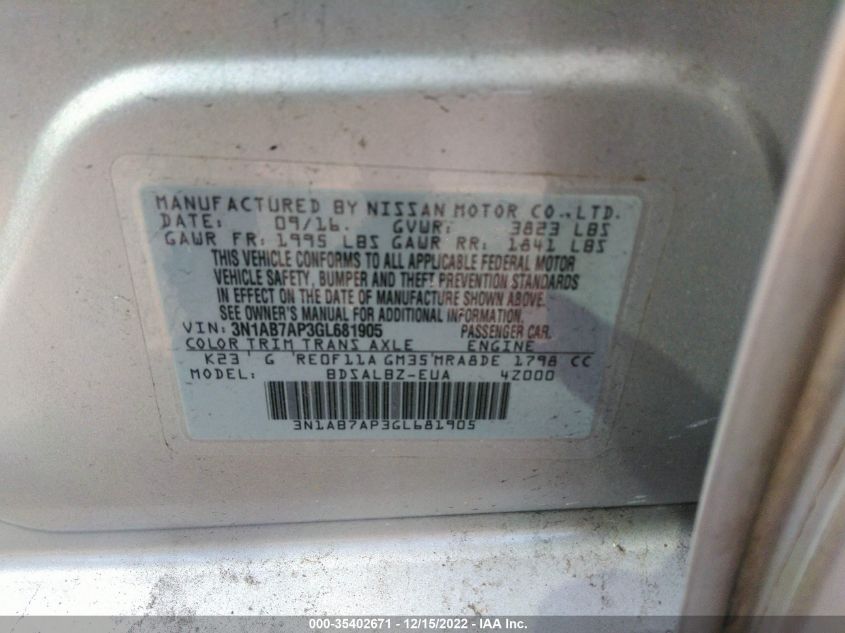 MANUFACTURED BY NISSAN MOTOR CO.,LTD.
DATE: 09/16. GVWR: 3823 LBS
GAWR FR: 1995 LBS GAWR RR: 1841 LBS
THIS VEHICLE CONFORMS TO ALL APPLICABLE FEDERAL MOTOR
VEHICLE SAFETY, BUMPER AND THEFT PREVENTION STANDARDS
IN EFFECT ON THE DATE OF MANUFACTURE SHOWN ABOVE.
SEE OWNER'S MANUAL FOR ADDITIONAL INFORMATION.
VIN: 3N1AB7AP3GL681905 PASSENGER CAR.
COLOR TRIM TRANS AXLE ENGINE
K23 G RE0F11A GM35 MRA8DE 1798 CC
MODEL: BDSALBZ-EUA 4Z000
3N1AB7AP3GL681905
000-35402671 - 12/15/2022 - IAA Inc.